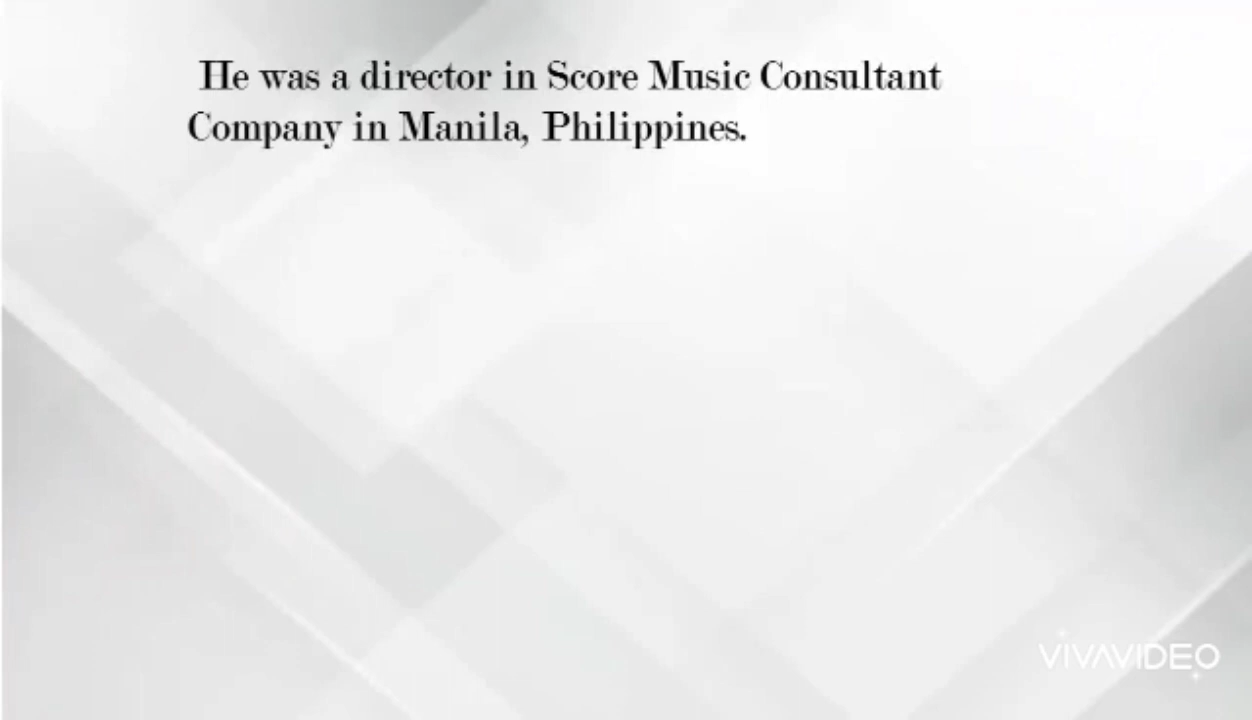 He was a director in Score Music Consultant
Company in Manila, Philippines.
VIVAVIDEO